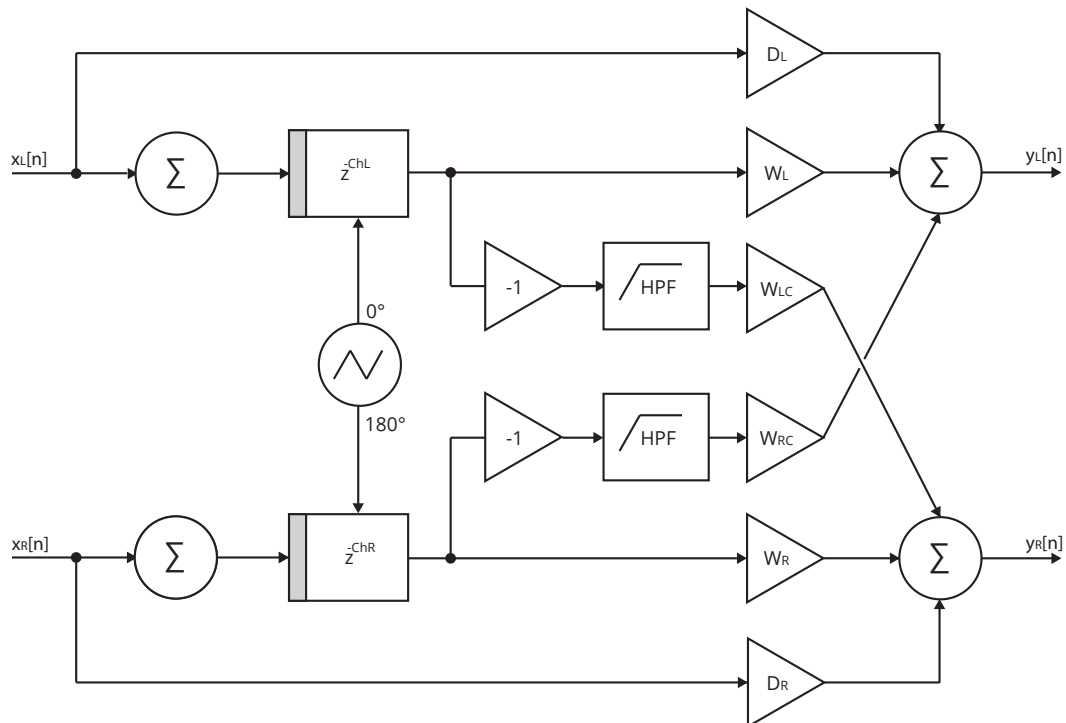 DL
xL[n]
Σ
z-ChL
WL
Σ
yL[n]
-1
HPF
WLC
0°
180°
-1
HPF
WRC
xR[n]
Σ
z-ChR
WR
Σ
yR[n]
DR